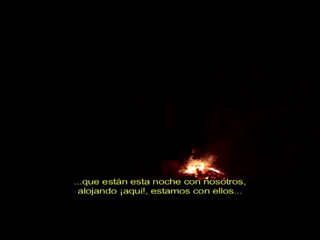 ...que están esta noche con nosotros,
alojando ¡aquí!, estamos con ellos...